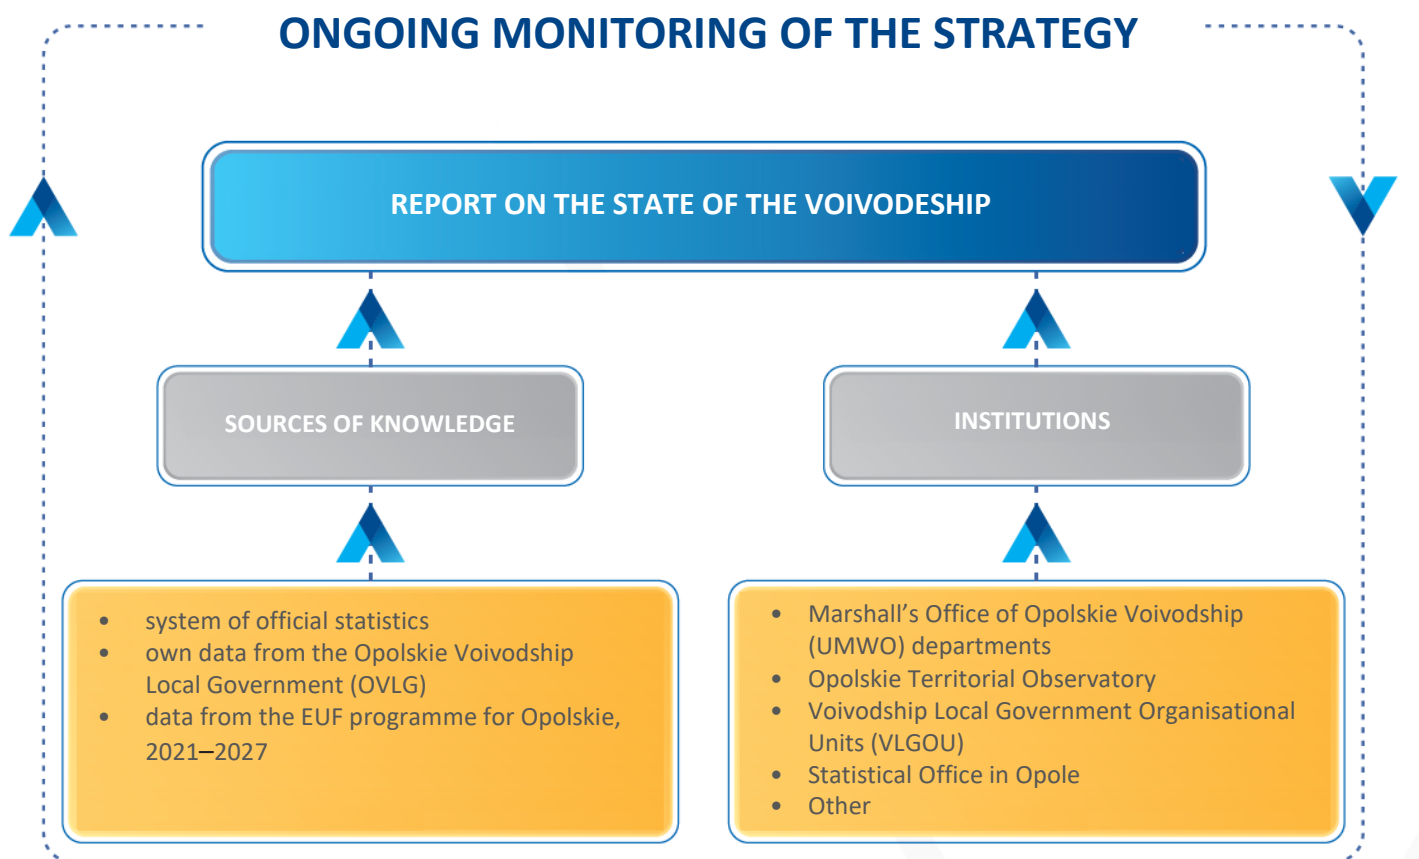 ONGOING MONITORING OF THE STRATEGY
REPORT ON THE STATE OF THE VOIVODESHIP
SOURCES OF KNOWLEDGE
INSTITUTIONS
• system of official statistics
• own data from the Opolskie Voivodship
Local Government (OVLG)
• data from the EUF programme for Opolskie,
2021–2027
• Marshall’s Office of Opolskie Voivodship
(UMWO) departments
• Opolskie Territorial Observatory
• Voivodship Local Government Organisational
Units (VLGOU)
• Statistical Office in Opole
• Other